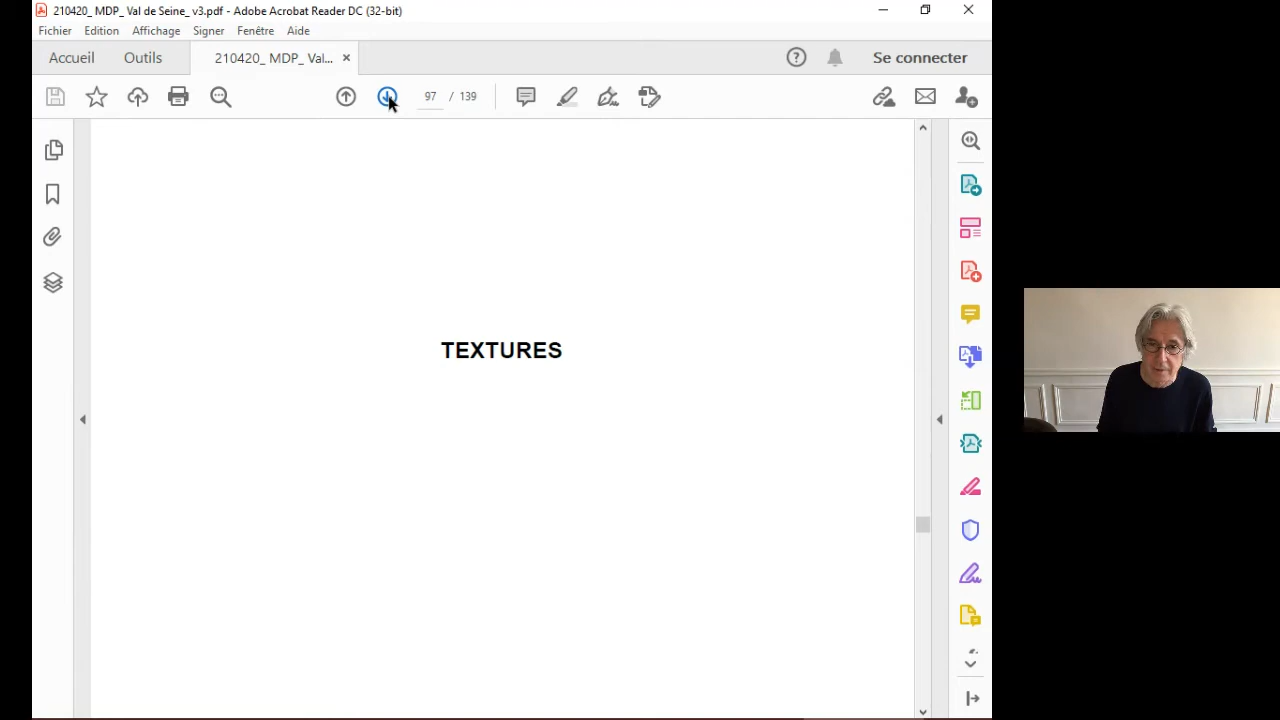 210420_ MDP_ Val de Seine_ v3.pdf - Adobe Acrobat Reader DC (32-bit)
Fichier Edition Affichage Signer Fenêtre Aide
Accueil Outils 210420_ MDP_ Val... × Se connecter
97 / 139
TEXTURES